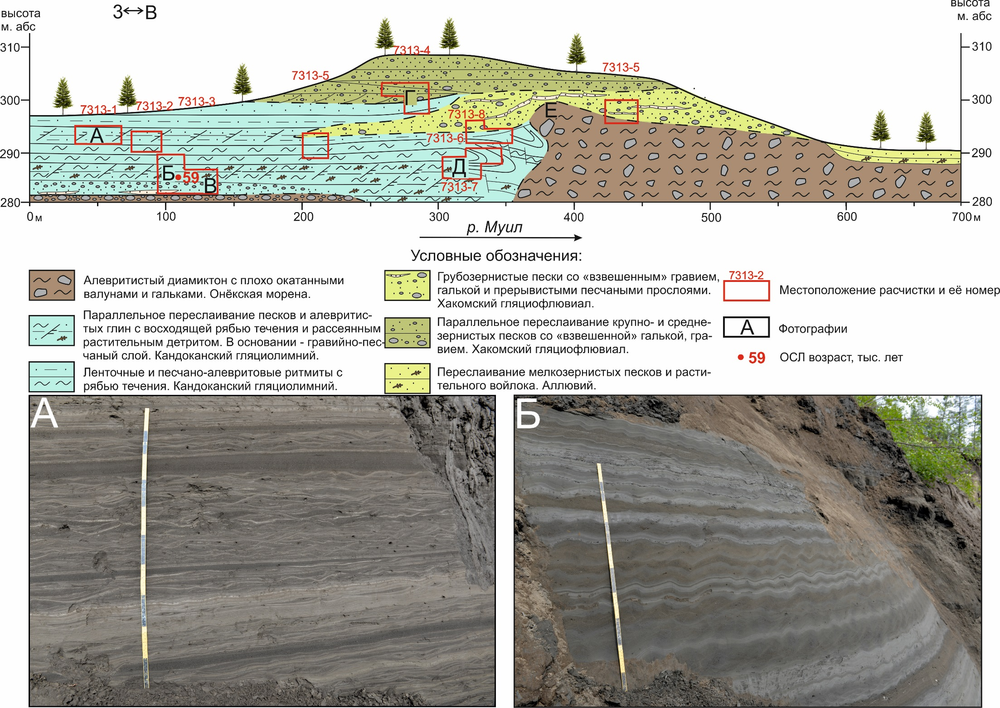 З↔В
высота
м. абс
высота
м. абс
310
300
290
280
310
300
290
280
7313-4
7313-5
7313-5
7313-1
7313-2
7313-3
7313-8
7313-6
7313-7
А
Б
•59
В
Г
Д
Е
0 м
100
200
300
400
500
600
700 м
р. Муил
Условные обозначения:
Алевритистый диамиктон с плохо окатанными
валунами и гальками. Онёкская морена.
Параллельное переслаивание песков и алевритис-
тых глин с восходящей рябью течения и рассеянным
растительным детритом. В основании - гравийно-пес-
чаный слой. Кандоканский гляциолимний.
Ленточные и песчано-алевритовые ритмиты с
рябью течения. Кандоканский гляциолимний.
Грубозернистые пески со «взвешенным» гравием,
галькой и прерывистыми песчаными прослоями.
Хакомский гляциофлювиал.
Параллельное переслаивание крупно- и средне-
зернистых песков со «взвешенной» галькой, гра-
вием. Хакомский гляциофлювиал.
Переслаивание мелкозернистых песков и расти-
тельного войлока. Аллювий.
7313-2
Местоположение расчистки и её номер
А
Фотографии
• 59
ОСЛ возраст, тыс. лет
А
Б